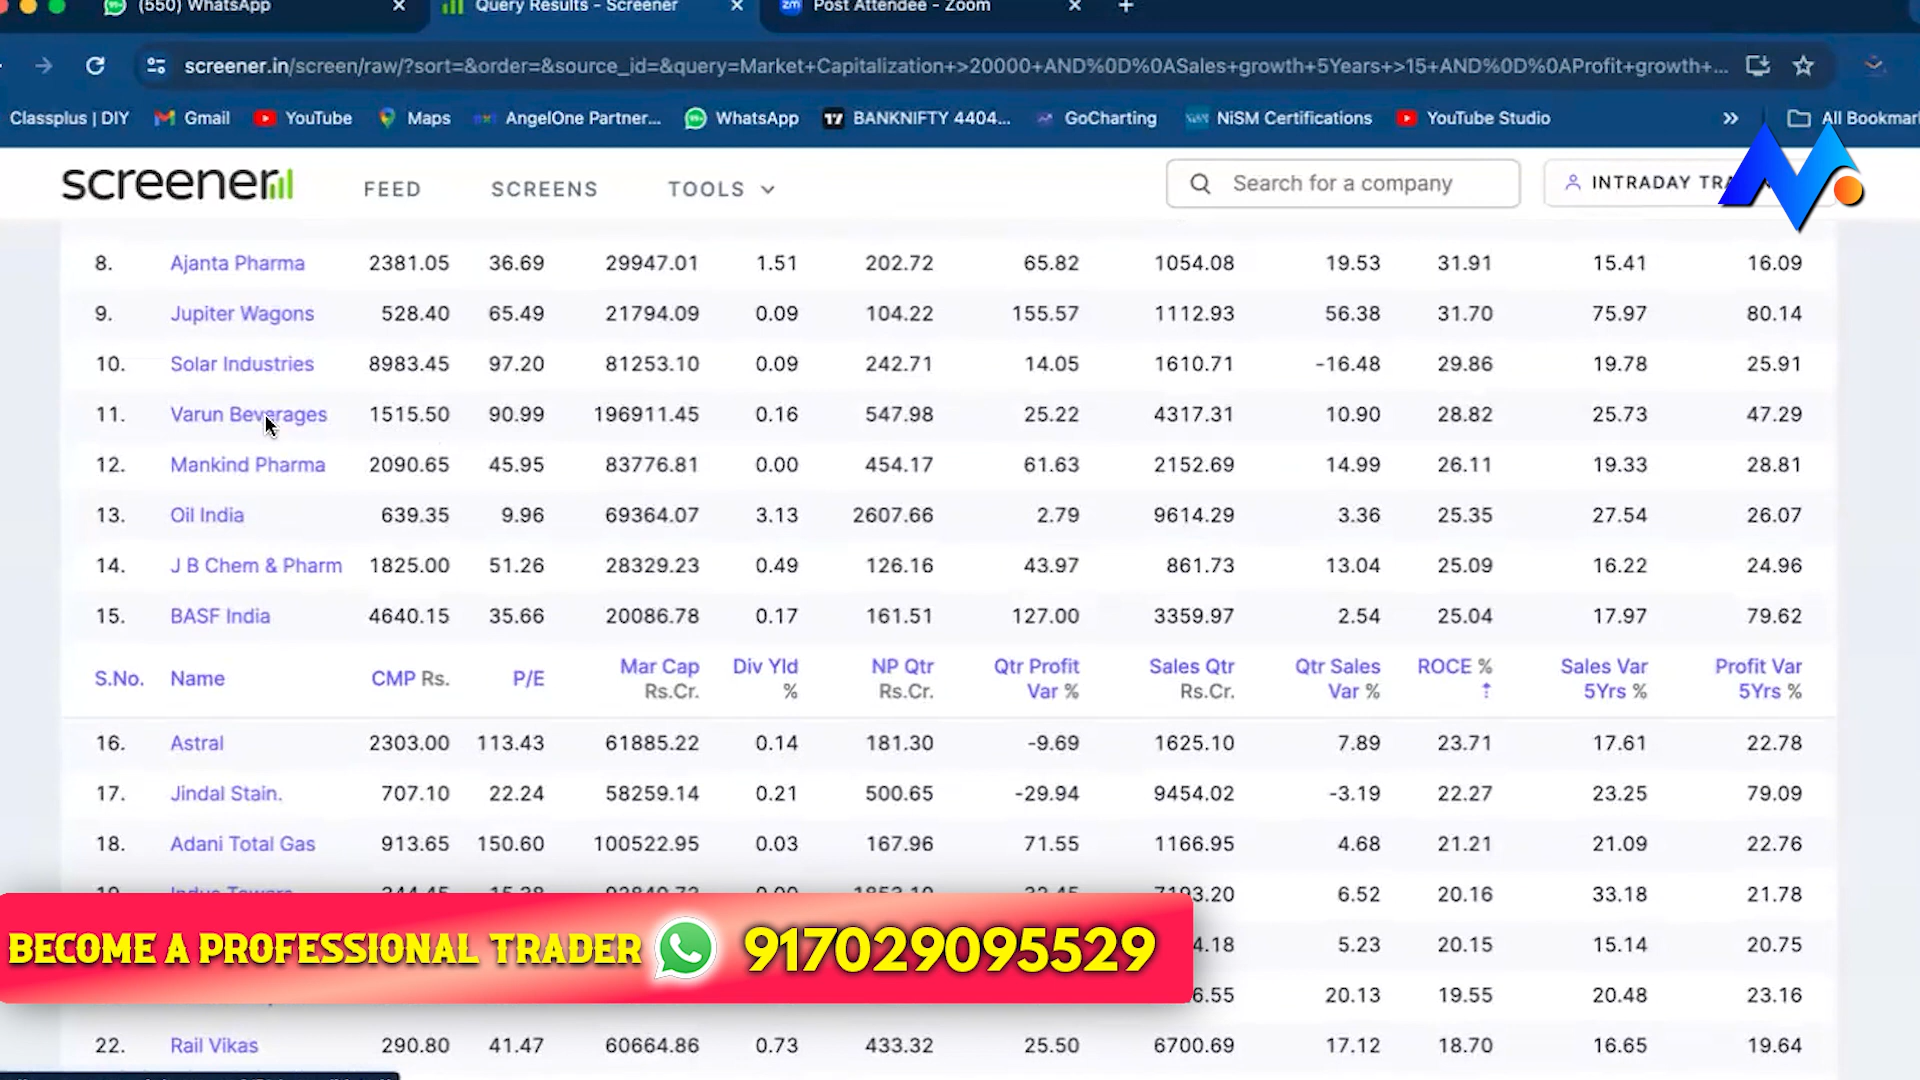 (550) WhatsApp
Query Results - Screener
zm Post Attendee - Zoom
screener.in/screen/raw/?sort=&order=&source_id=&query=Market+Capitalization+>20000+AND%0D%0ASales+growth+5Years+>15+AND%0D%0AProfit+growth+...
Classplus | DIY Gmail YouTube Maps AngelOne Partner... WhatsApp BANKNIFTY 4404... GoCharting NiSM Certifications YouTube Studio » All Bookmar
screener FEED SCREENS TOOLS Search for a company INTRADAY
8. Ajanta Pharma 2381.05 36.69 29947.01 1.51 202.72 65.82 1054.08 19.53 31.91 15.41 16.09
9. Jupiter Wagons 528.40 65.49 21794.09 0.09 104.22 155.57 1112.93 56.38 31.70 75.97 80.14
10. Solar Industries 8983.45 97.20 81253.10 0.09 242.71 14.05 1610.71 -16.48 29.86 19.78 25.91
11. Varun Beverages 1515.50 90.99 196911.45 0.16 547.98 25.22 4317.31 10.90 28.82 25.73 47.29
12. Mankind Pharma 2090.65 45.95 83776.81 0.00 454.17 61.63 2152.69 14.99 26.11 19.33 28.81
13. Oil India 639.35 9.96 69364.07 3.13 2607.66 2.79 9614.29 3.36 25.35 27.54 26.07
14. J B Chem & Pharm 1825.00 51.26 28329.23 0.49 126.16 43.97 861.73 13.04 25.09 16.22 24.96
15. BASF India 4640.15 35.66 20086.78 0.17 161.51 127.00 3359.97 2.54 25.04 17.97 79.62
S.No. Name CMP Rs. P/E Mar Cap Rs.Cr. Div Yld % NP Qtr Rs.Cr. Qtr Profit Var % Sales Qtr Rs.Cr. Qtr Sales Var % ROCE % Sales Var 5Yrs % Profit Var 5Yrs %
16. Astral 2303.00 113.43 61885.22 0.14 181.30 -9.69 1625.10 7.89 23.71 17.61 22.78
17. Jindal Stain. 707.10 22.24 58259.14 0.21 500.65 -29.94 9454.02 -3.19 22.27 23.25 79.09
18. Adani Total Gas 913.65 150.60 100522.95 0.03 167.96 71.55 1166.95 4.68 21.21 21.09 22.76
6.52 20.16 33.18 21.78
BECOME A PROFESSIONAL TRADER 917029095529
4.18 5.23 20.15 15.14 20.75
6.55 20.13 19.55 20.48 23.16
22. Rail Vikas 290.80 41.47 60664.86 0.73 433.32 25.50 6700.69 17.12 18.70 16.65 19.64